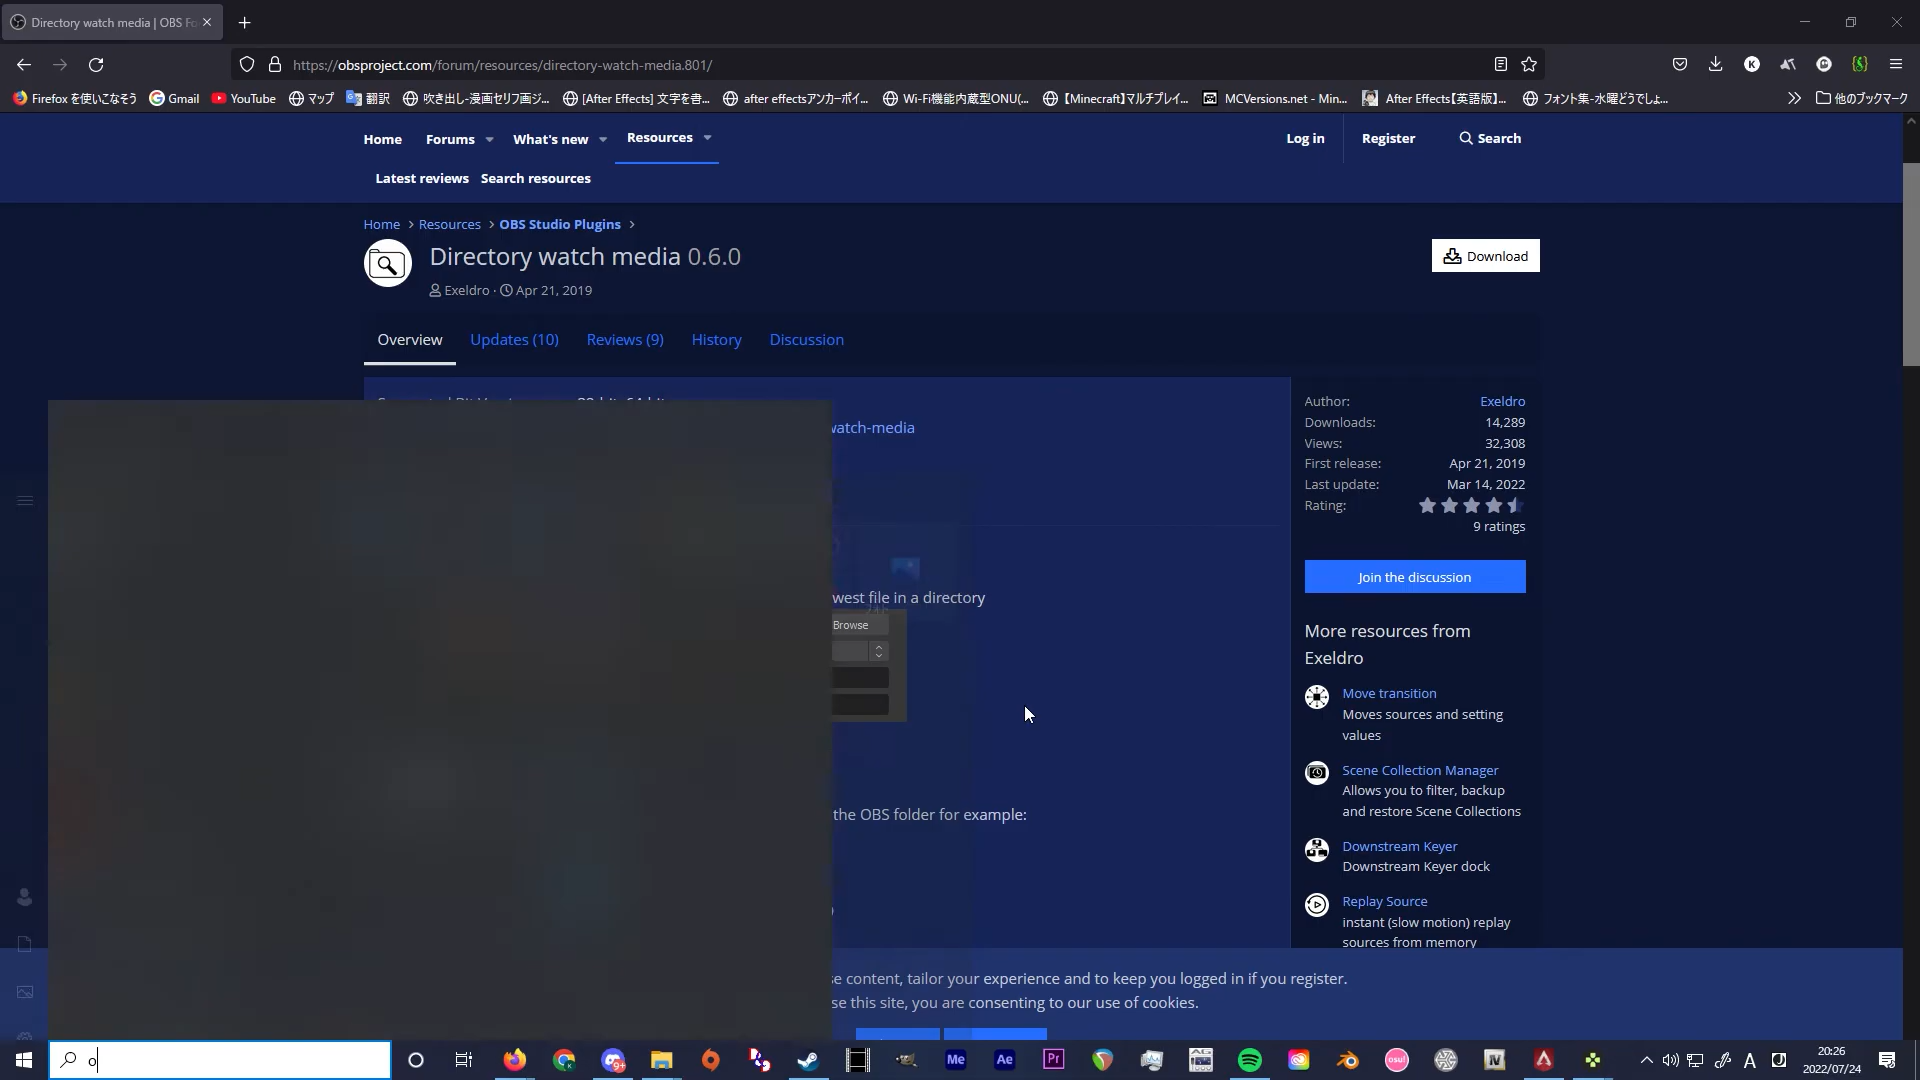 Directory watch media | OBS Fo
https://obsproject.com/forum/resources/directory-watch-media.801/
Firefox を使いこなそう
Gmail
YouTube
マップ
翻訳
吹き出し-漫画セリフ画ジ...
[After Effects] 文字を書...
after effectsアンカーポイ...
Wi-Fi機能内蔵型ONU(...
【Minecraft】マルチプレイ...
MCVersions.net - Min...
After Effects【英語版】...
フォント集-水曜どうでしょ...
他のブックマーク
Home
Forums
What's new
Resources
Log in
Register
Search
Latest reviews
Search resources
Home > Resources > OBS Studio Plugins >
Directory watch media 0.6.0
Download
Exeldro · Apr 21, 2019
Overview
Updates (10)
Reviews (9)
History
Discussion
watch-media
west file in a directory
Browse
the OBS folder for example:
Author: Exeldro
Downloads: 14,289
Views: 32,308
First release: Apr 21, 2019
Last update: Mar 14, 2022
Rating:
9 ratings
Join the discussion
More resources from
Exeldro
Move transition
Moves sources and setting
values
Scene Collection Manager
Allows you to filter, backup
and restore Scene Collections
Downstream Keyer
Downstream Keyer dock
Replay Source
instant (slow motion) replay
sources from memory
se content, tailor your experience and to keep you logged in if you register.
se this site, you are consenting to our use of cookies.
o
9+
Me
Ae
Pr
osu!
IV
A
20:26
2022/07/24